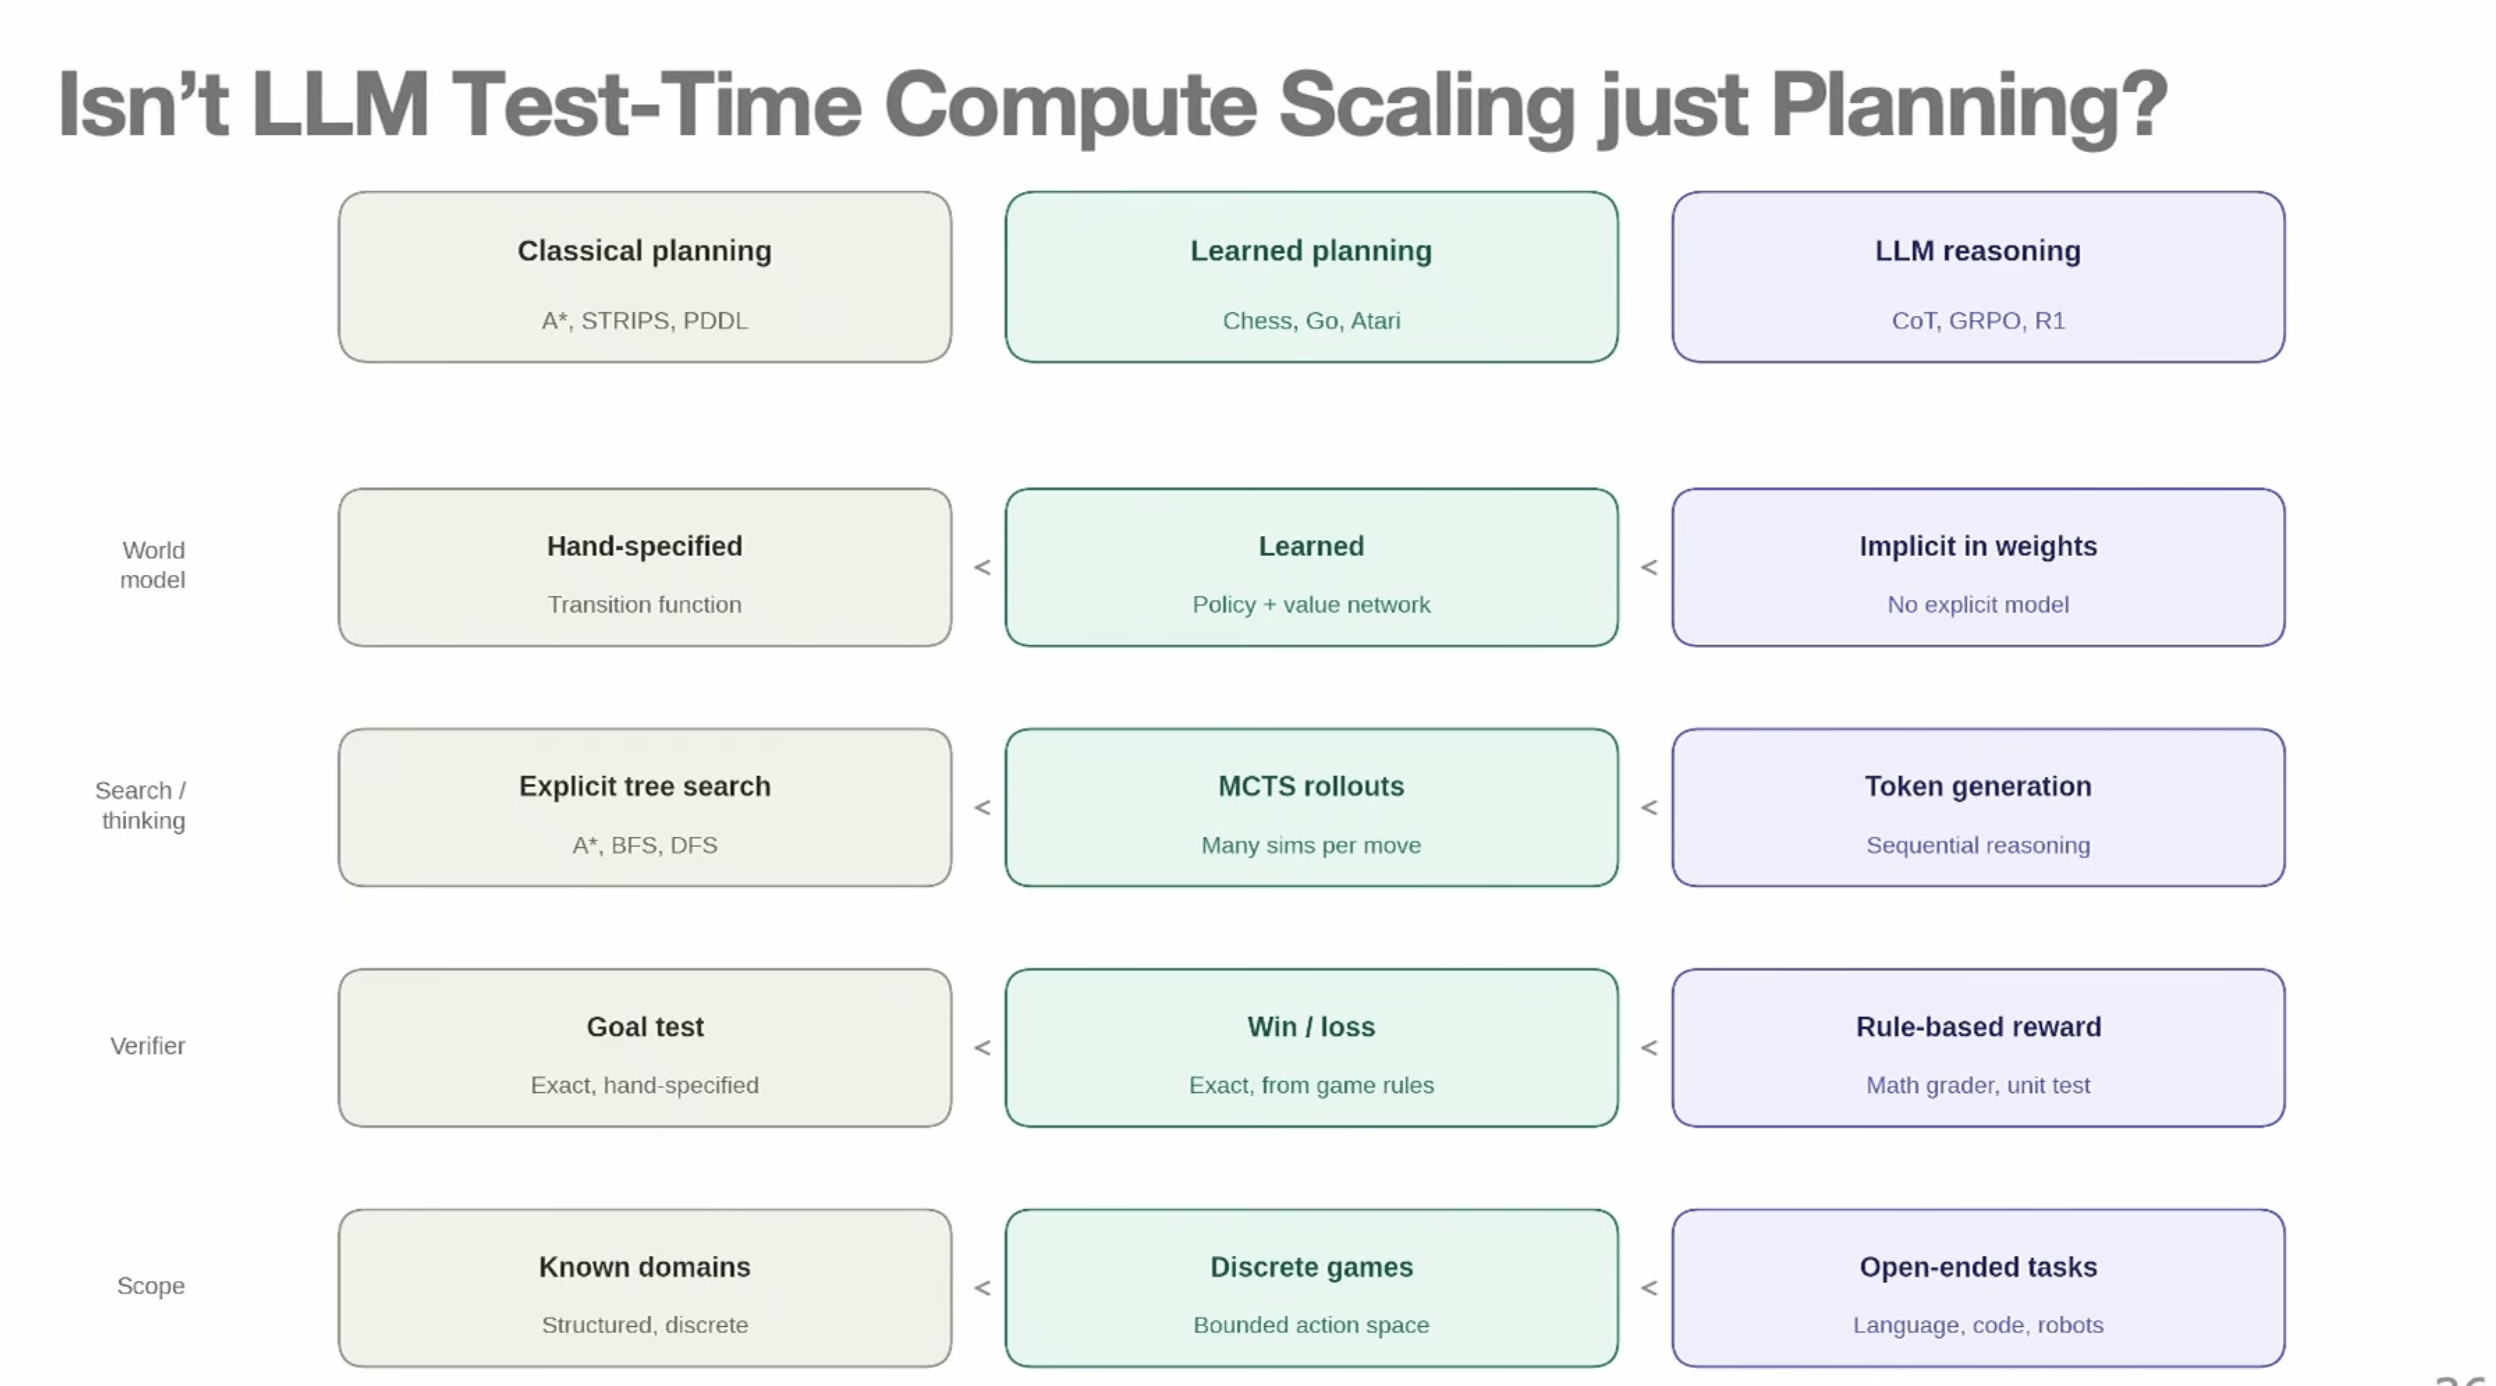 Isn’t LLM Test-Time Compute Scaling just Planning?
Classical planning
A*, STRIPS, PDDL
Learned planning
Chess, Go, Atari
LLM reasoning
CoT, GRPO, R1
World
model
Hand-specified
Transition function
<
Learned
Policy + value network
<
Implicit in weights
No explicit model
Search /
thinking
Explicit tree search
A*, BFS, DFS
<
MCTS rollouts
Many sims per move
<
Token generation
Sequential reasoning
Verifier
Goal test
Exact, hand-specified
<
Win / loss
Exact, from game rules
<
Rule-based reward
Math grader, unit test
Scope
Known domains
Structured, discrete
<
Discrete games
Bounded action space
<
Open-ended tasks
Language, code, robots